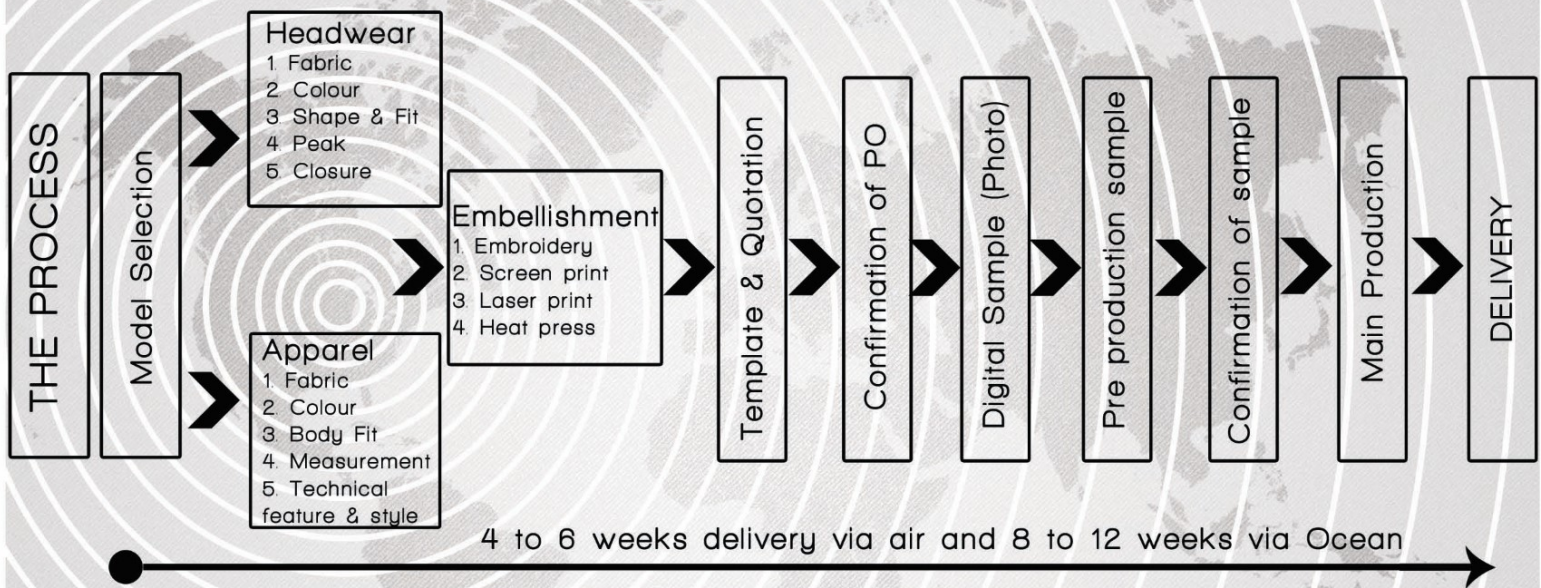 THE PROCESS
Model Selection
Headwear
1. Fabric
2. Colour
3. Shape & Fit
4. Peak
5. Closure
Apparel
1. Fabric
2. Colour
3. Body Fit
4. Measurement
5. Technical
feature & style
Embellishment
1. Embroidery
2. Screen print
3. Laser print
4. Heat press
Template & Quotation
Confirmation of PO
Digital Sample (Photo)
Pre production sample
Confirmation of sample
Main Production
DELIVERY
4 to 6 weeks delivery via air and 8 to 12 weeks via Ocean